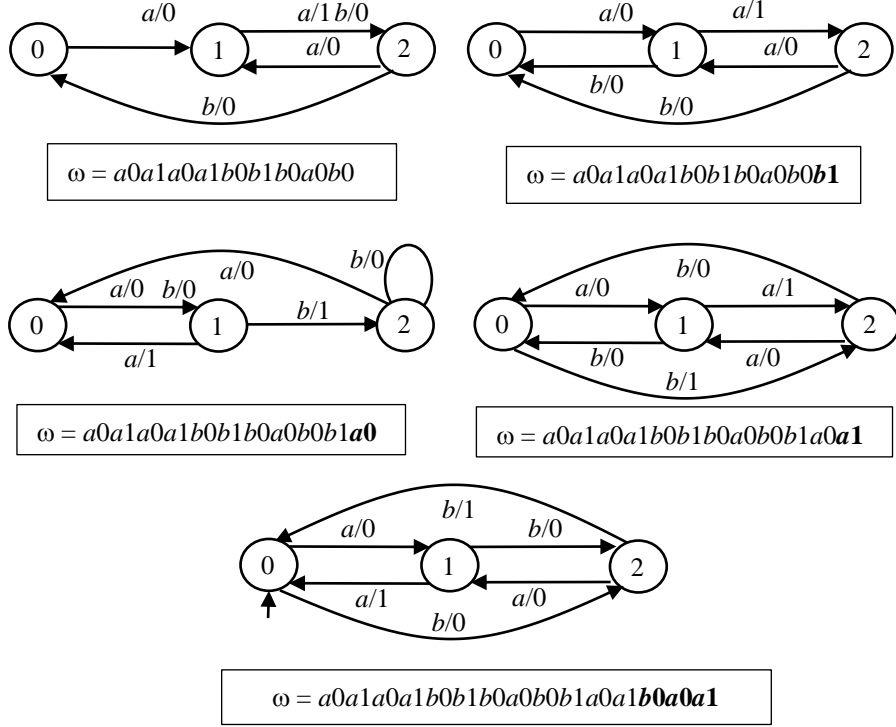 a/0 a/1 b/0 a/0 a/1
0 1 2 0 1 2
a/0 a/0
b/0 b/0
b/0
ω = a0a1a0a1b0b1b0a0b0
ω = a0a1a0a1b0b1b0a0b0b1
a/0 b/0 b/0
a/0 b/0 a/0 a/1
0 1 2 0 1 2
b/1
a/1 b/0 a/0
b/1
ω = a0a1a0a1b0b1b0a0b0b1a0
ω = a0a1a0a1b0b1b0a0b0b1a0a1
b/1
a/0 b/0
0 1 2
a/1 a/0
b/0
ω = a0a1a0a1b0b1b0a0b0b1a0a1b0a0a1